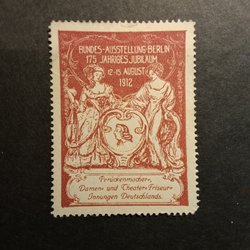 BUNDES-AUSSTELLUNG-BERLIN
175 JÄHRIGES JUBILÄUM
12-15 AUGUST
1912
Perückenmacher-,
Damen- und Theater-Friseur-
Innungen Deutschlands.